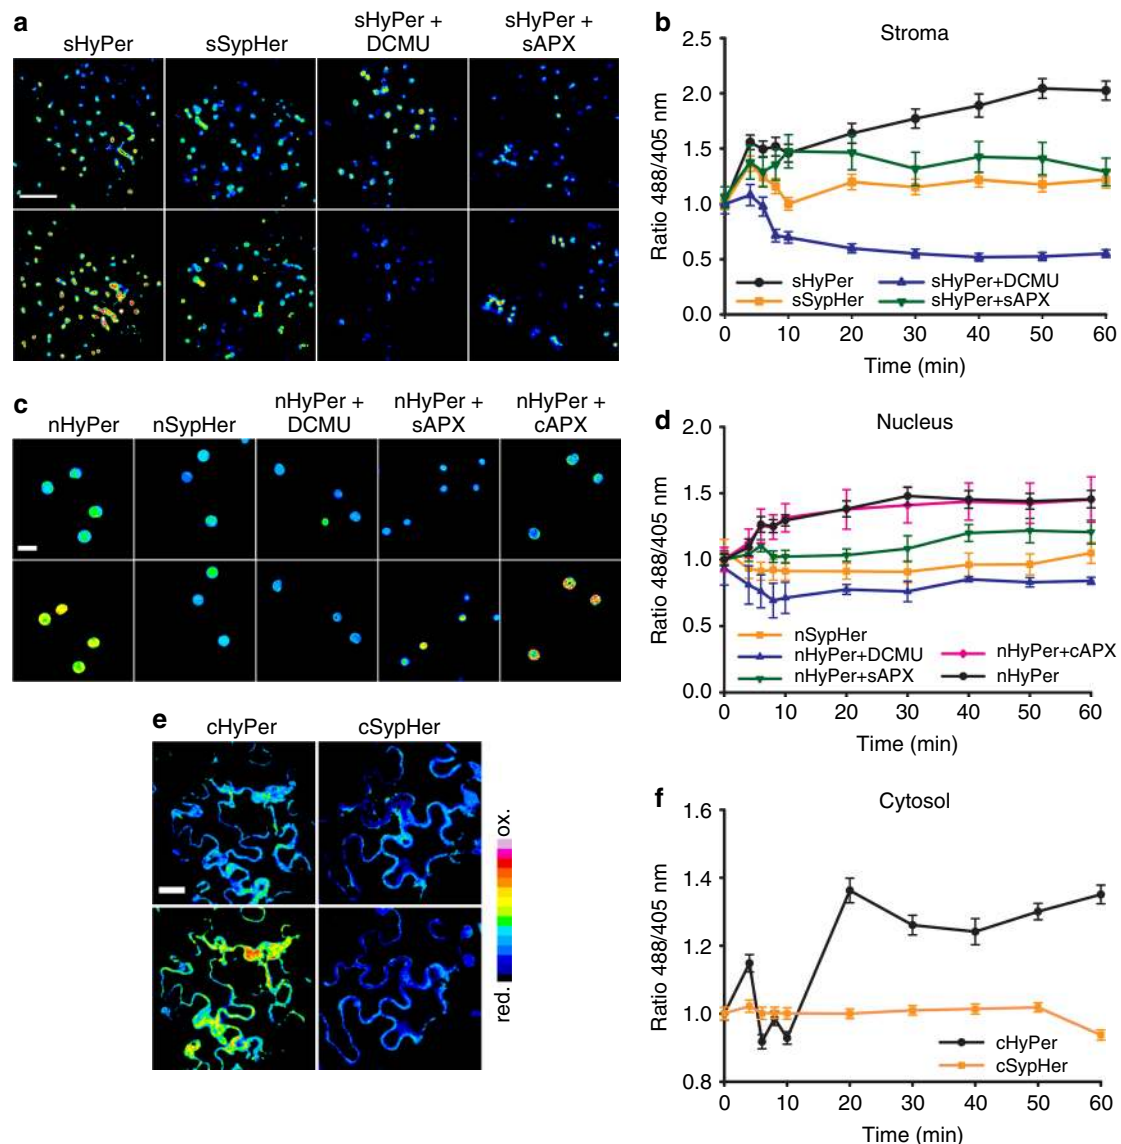 a
sHyPer
sSypHer
sHyPer +
DCMU
sHyPer +
sAPX
b
Stroma
Ratio 488/405 nm
2.5
2.0
1.5
1.0
0.5
0.0
sHyPer
sSypHer
sHyPer+DCMU
sHyPer+sAPX
0 10 20 30 40 50 60
Time (min)
c
nHyPer
nSypHer
nHyPer +
DCMU
nHyPer +
sAPX
nHyPer +
cAPX
d
Nucleus
Ratio 488/405 nm
2.0
1.5
1.0
0.5
0.0
nSypHer
nHyPer+DCMU
nHyPer+sAPX
nHyPer+cAPX
nHyPer
0 10 20 30 40 50 60
Time (min)
e
cHyPer
cSypHer
ox.
red.
f
Cytosol
Ratio 488/405 nm
1.6
1.4
1.2
1.0
0.8
cHyPer
cSypHer
0 10 20 30 40 50 60
Time (min)